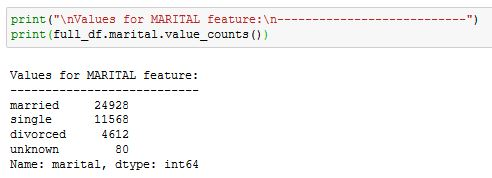 print("\nValues for MARITAL feature:\n---------------------------")
print(full_df.marital.value_counts())
Values for MARITAL feature:
---------------------------
married     24928
single      11568
divorced     4612
unknown        80
Name: marital, dtype: int64